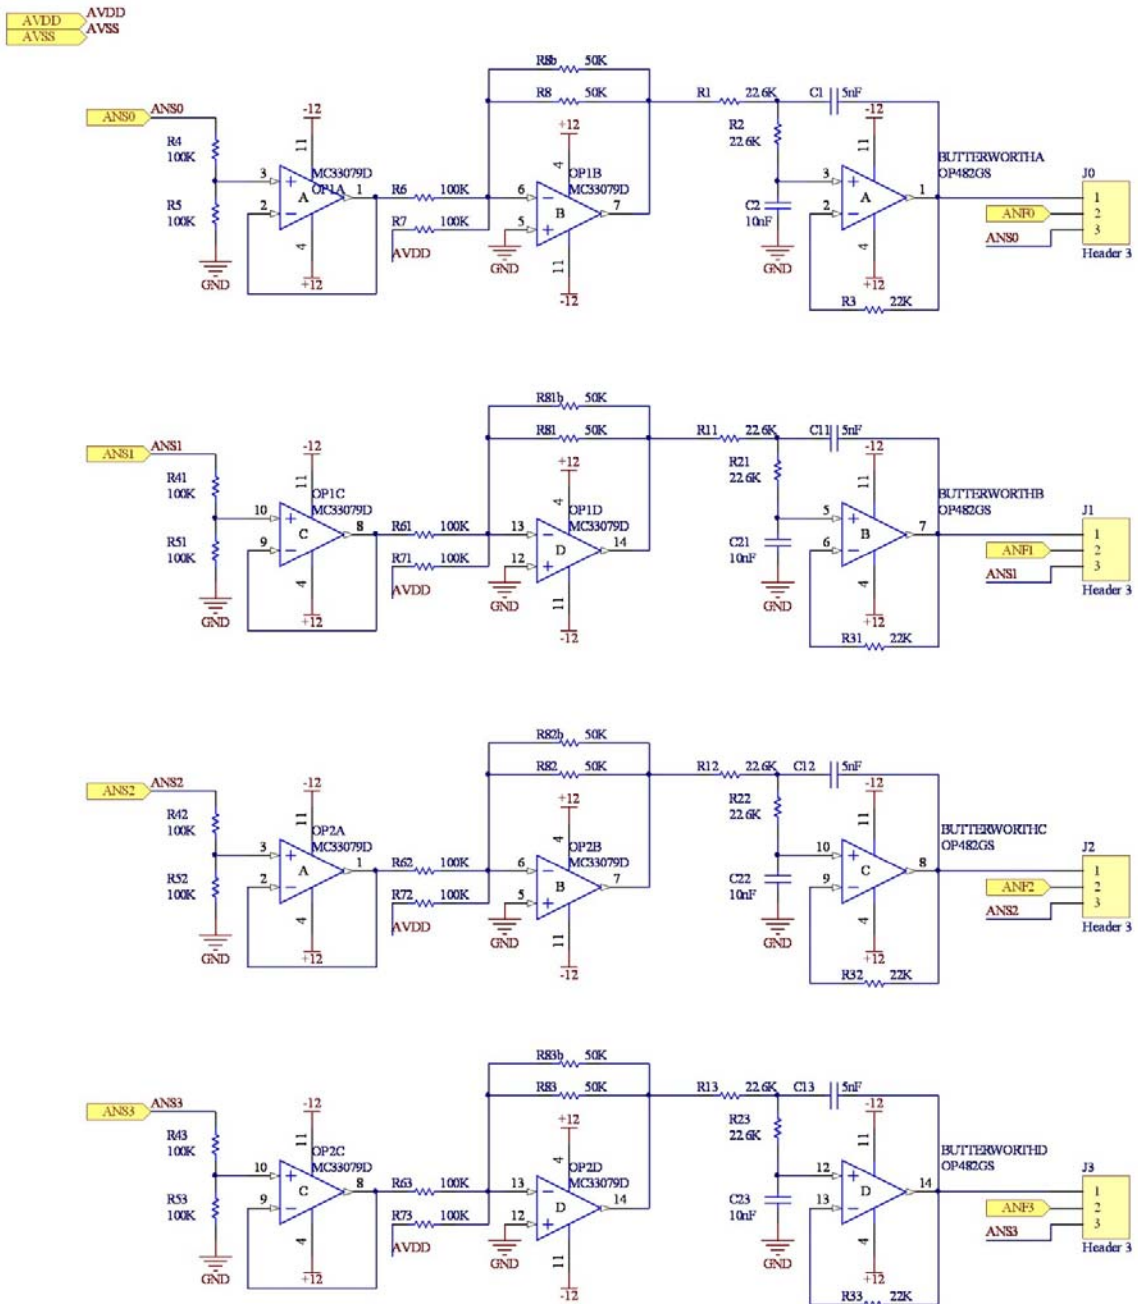 AVDD AVDD
AVSS AVSS
R8b 50K
R8 50K
R1 22.6K C1 5nF
ANS0 ANS0
-12
+12
-12
R4
100K
11
4
R2
22.6K
11
BUTTERWORTHA
OP482GS
3 + MC33079D
OP1A
A 1
2 -
R6 100K
6 - OP1B
MC33079D
B 7
5 +
3 +
A 1
2 -
J0
1
ANF0 2
3
ANS0
Header 3
R5
100K
R7 100K
AVDD
C2
10nF
4
+12
GND
GND
11
-12
GND
4
+12
R3 22K
R81b 50K
R81 50K
R11 22.6K C11 5nF
ANS1 ANS1
-12
+12
-12
R41
100K
11
4
R21
22.6K
11
BUTTERWORTHB
OP482GS
OP1C
MC33079D
10 +
C 8
9 -
R61 100K
OP1D
MC33079D
13 -
D 14
12 +
5 +
B 7
6 -
J1
1
ANF1 2
3
ANS1
Header 3
R51
100K
R71 100K
AVDD
C21
10nF
4
+12
GND
GND
11
-12
GND
4
+12
R31 22K
R82b 50K
R82 50K
R12 22.6K C12 5nF
ANS2 ANS2
-12
+12
-12
R42
100K
11
4
R22
22.6K
11
BUTTERWORTHC
OP482GS
OP2A
MC33079D
3 +
A 1
2 -
R62 100K
OP2B
MC33079D
6 -
B 7
5 +
10 +
C 8
9 -
J2
1
ANF2 2
3
ANS2
Header 3
R52
100K
R72 100K
AVDD
C22
10nF
4
+12
GND
GND
11
-12
GND
4
+12
R32 22K
R83b 50K
R83 50K
R13 22.6K C13 5nF
ANS3 ANS3
-12
+12
-12
R43
100K
11
4
R23
22.6K
11
BUTTERWORTHD
OP482GS
OP2C
MC33079D
10 +
C 8
9 -
R63 100K
OP2D
MC33079D
13 -
D 14
12 +
12 +
D 14
13 -
J3
1
ANF3 2
3
ANS3
Header 3
R53
100K
R73 100K
AVDD
C23
10nF
4
+12
GND
GND
11
-12
GND
4
+12
R33 22K